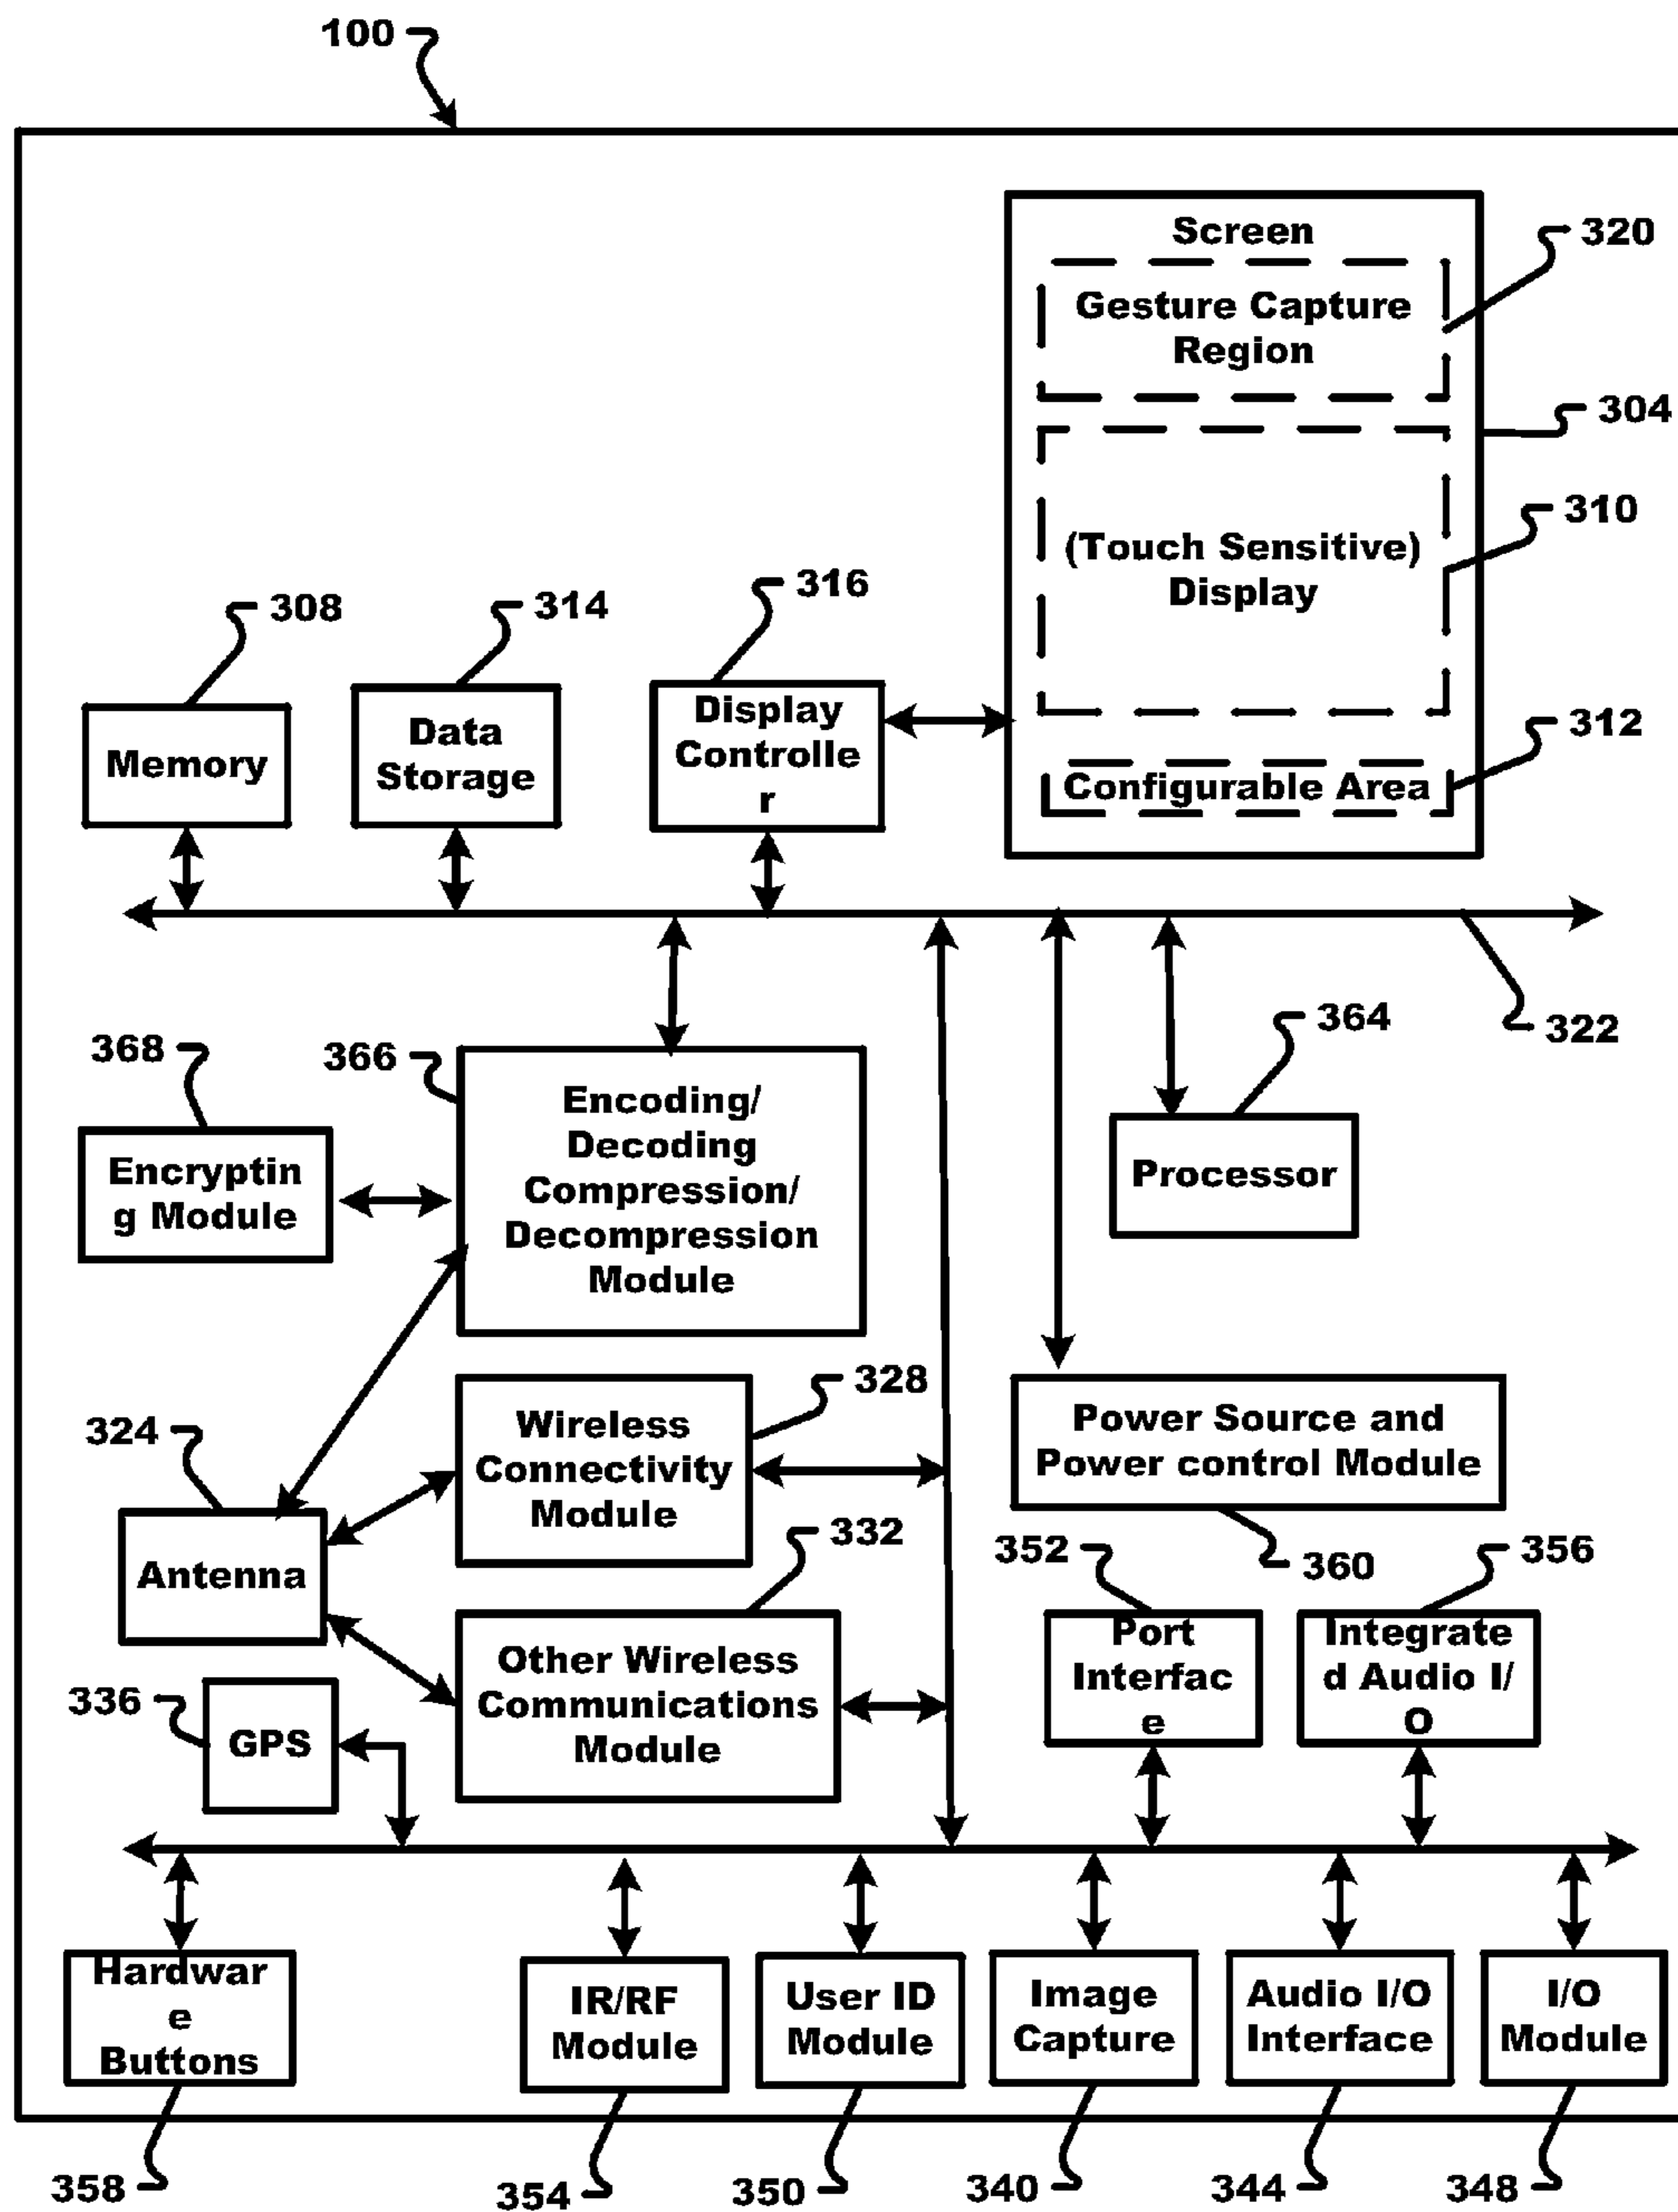 100
Screen
320
Gesture Capture
Region
304
310
(Touch Sensitive)
Display
316
308
314
312
Display
Controlle
r
Data
Storage
Memory
Configurable Area
322
364
368
366
Encoding/
Decoding
Compression/
Decompression
Module
Encryptin
g Module
Processor
328
324
Wireless
Connectivity
Module
Power Source and
Power control Module
332
352
360
356
Antenna
Other Wireless
Communications
Module
Port
Interfac
e
Integrate
d Audio I/
O
336
GPS
Hardwar
e
Buttons
IR/RF
Module
User ID
Module
Image
Capture
Audio I/O
Interface
I/O
Module
358
354
350
340
344
348